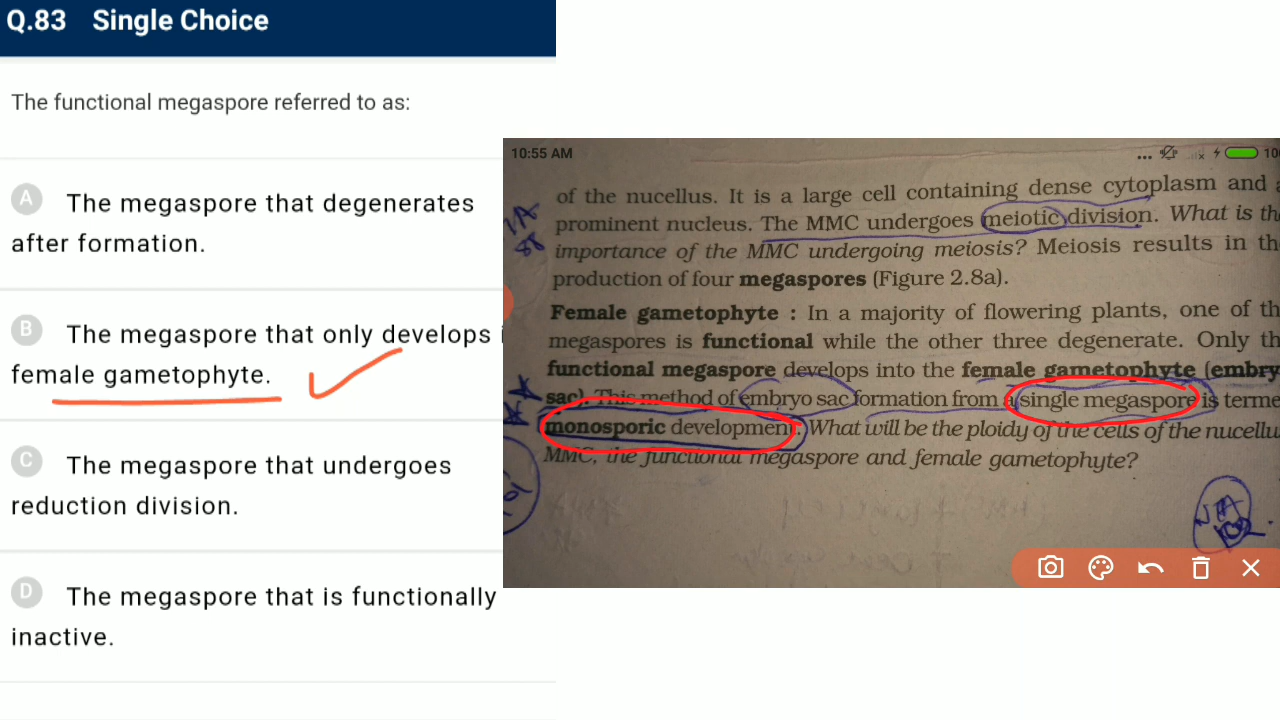 Q.83 Single Choice
The functional megaspore referred to as:
A The megaspore that degenerates
after formation.
B The megaspore that only develops
female gametophyte.
C The megaspore that undergoes
reduction division.
D The megaspore that is functionally
inactive.
10:55 AM
of the nucellus. It is a large cell containing dense cytoplasm and
prominent nucleus. The MMC undergoes meiotic division. What is
importance of the MMC undergoing meiosis? Meiosis results in
production of four megaspores (Figure 2.8a).
Female gametophyte : In a majority of flowering plants, one of
megaspores is functional while the other three degenerate. Only
functional megaspore develops into the female gametophyte (embry
sac). This method of embryo sac formation from a single megaspore is terme
monosporic development. What will be the ploidy of the cells of the nucellu
MMC, the functional megaspore and female gametophyte?